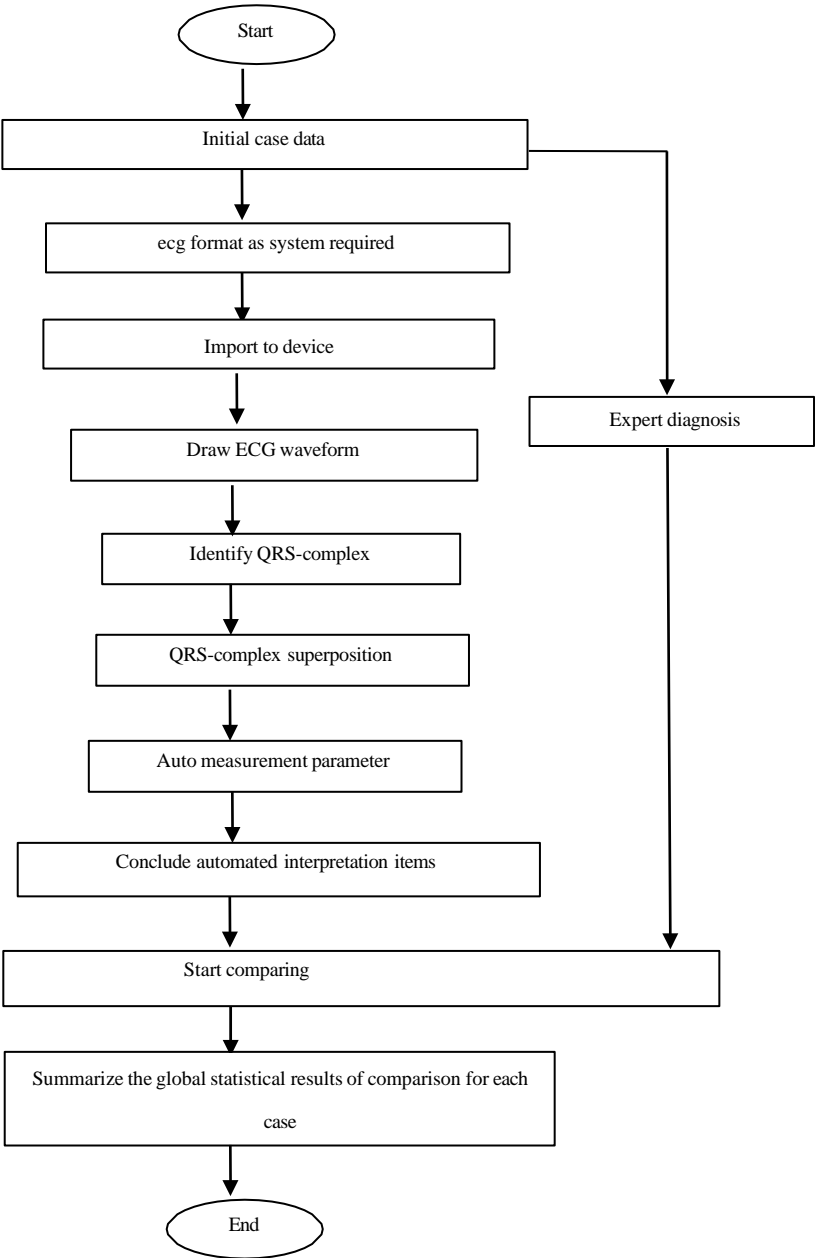 Start
Initial case data
ecg format as system required
Import to device
Expert diagnosis
Draw ECG waveform
Identify QRS-complex
QRS-complex superposition
Auto measurement parameter
Conclude automated interpretation items
Start comparing
Summarize the global statistical results of comparison for each
case
End